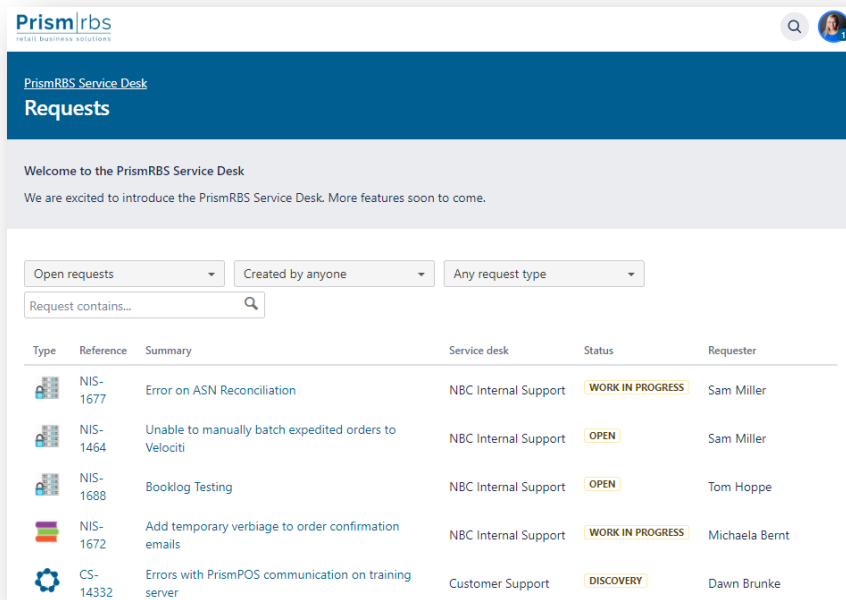 Prism|rbs
retail business solutions
1
PrismRBS Service Desk
Requests
Welcome to the PrismRBS Service Desk
We are excited to introduce the PrismRBS Service Desk. More features soon to come.
Open requests Created by anyone Any request type
Request contains...
Type Reference Summary Service desk Status Requester
NIS-
1677
Error on ASN Reconciliation
NBC Internal Support
WORK IN PROGRESS
Sam Miller
NIS-
1464
Unable to manually batch expedited orders to
Velociti
NBC Internal Support
OPEN
Sam Miller
NIS-
1688
Booklog Testing
NBC Internal Support
OPEN
Tom Hoppe
NIS-
1672
Add temporary verbiage to order confirmation
emails
NBC Internal Support
WORK IN PROGRESS
Michaela Bernt
CS-
14332
Errors with PrismPOS communication on training
server
Customer Support
DISCOVERY
Dawn Brunke